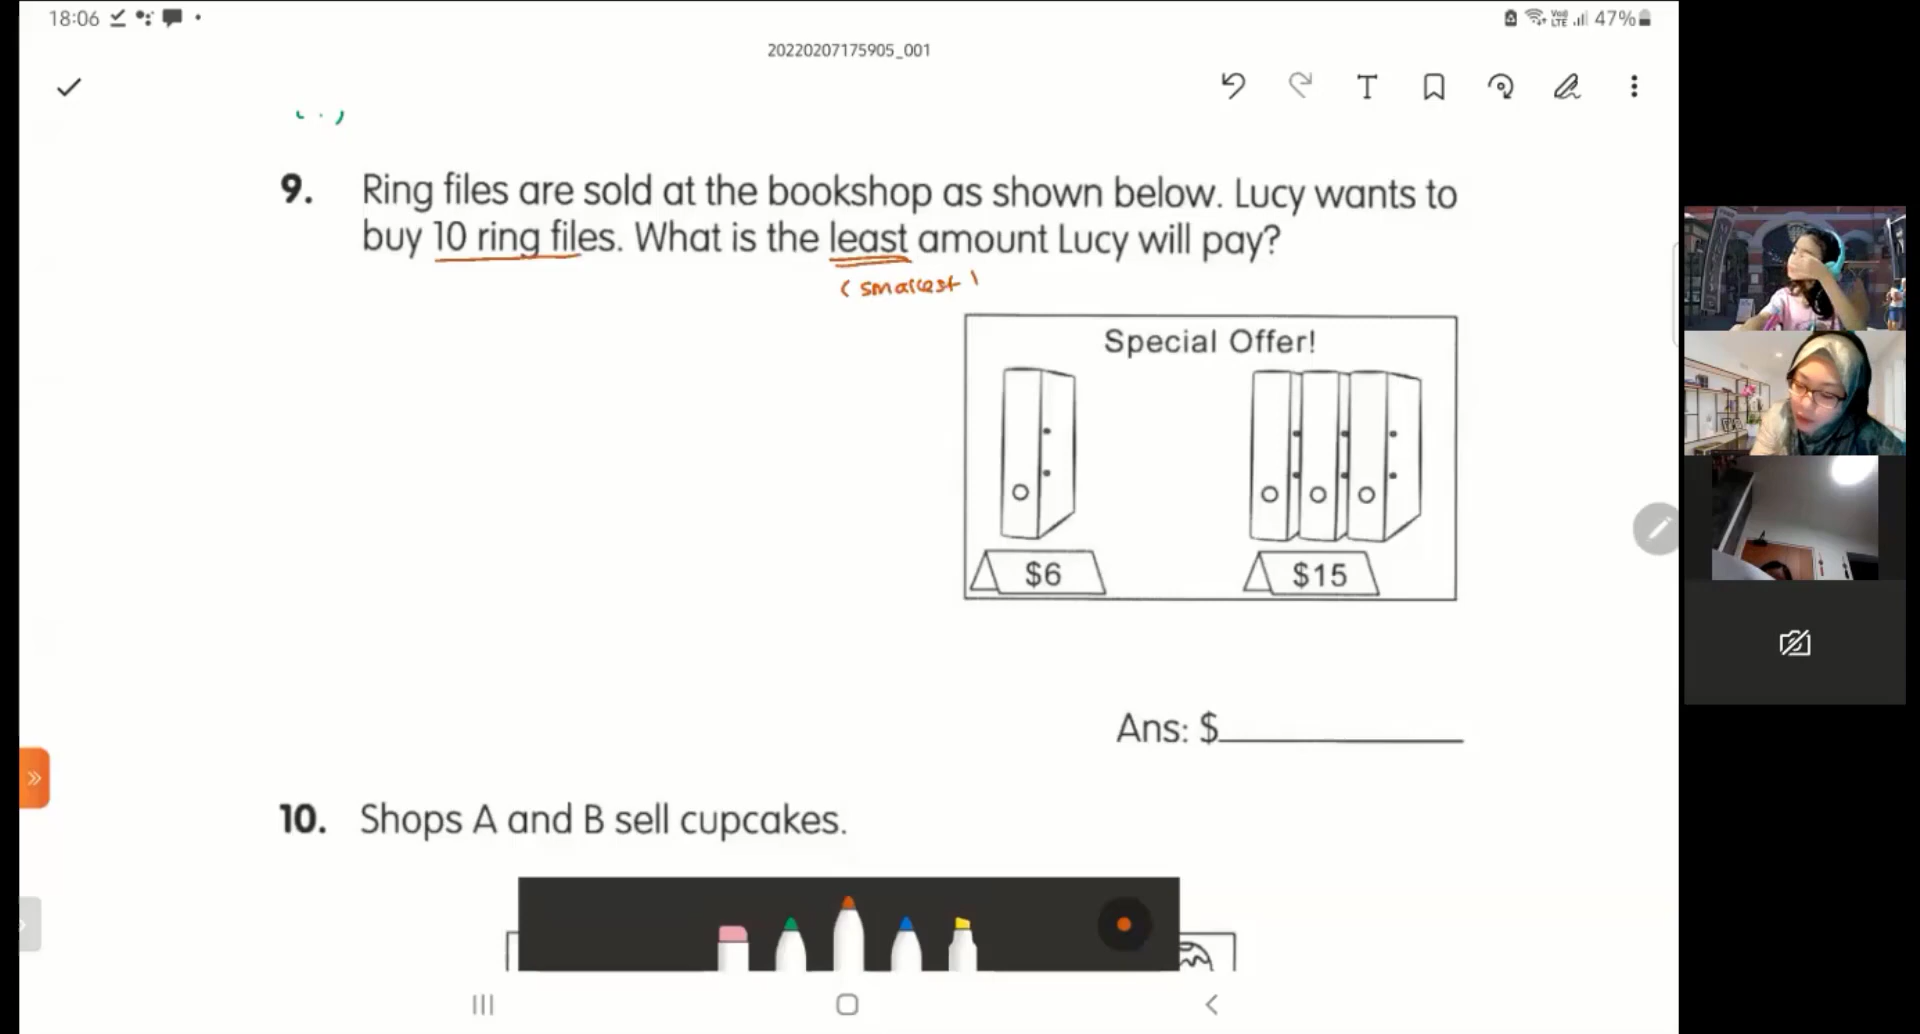 18:06
47%
20220207175905_001
T
9. Ring files are sold at the bookshop as shown below. Lucy wants to
buy 10 ring files. What is the least amount Lucy will pay?
(smallest)
Special Offer!
$6
$15
Ans: $
10. Shops A and B sell cupcakes.